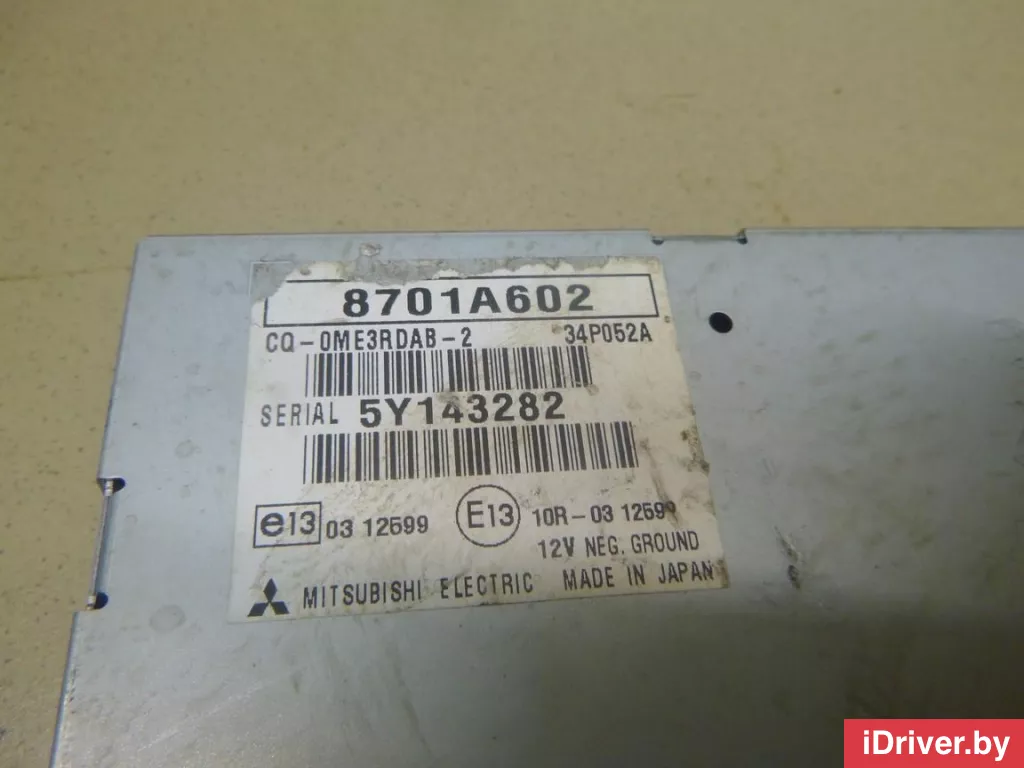 8701A602
CQ-0ME3RDAB-2 34P052A
SERIAL 5Y143282
e13 03 12599
E13 10R-03 12599
12V NEG. GROUND
MITSUBISHI ELECTRIC MADE IN JAPAN
iDriver.by